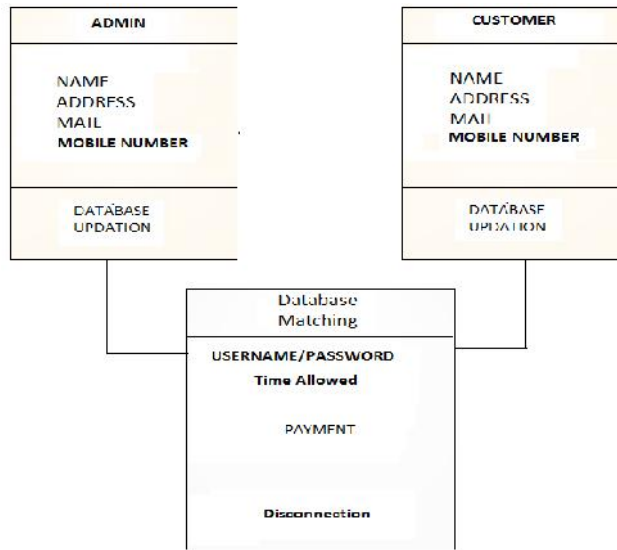 ADMIN
NAME
ADDRESS
MAIL
MOBILE NUMBER
DATABASE
UPDATION
CUSTOMER
NAME
ADDRESS
MAIL
MOBILE NUMBER
DATABASE
UPDATION
Database
Matching
USERNAME/PASSWORD
Time Allowed
PAYMENT
Disconnection